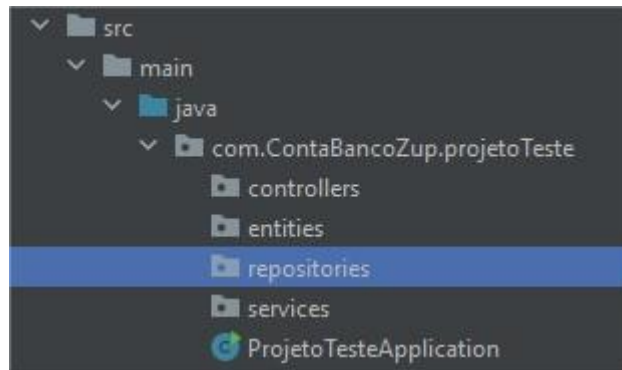 src
main
java
com.ContaBancoZup.projetoTeste
controllers
entities
repositories
services
ProjetoTesteApplication